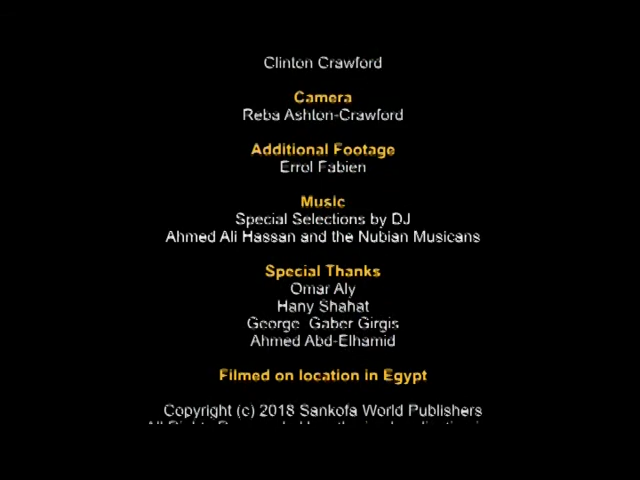 Clinton Crawford
Camera
Reba Ashton-Crawford
Additional Footage
Errol Fabien
Music
Special Selections by DJ
Ahmed Ali Hassan and the Nubian Musicans
Special Thanks
Omar Aly
Hany Shahat
George Gaber Girgis
Ahmed Abd-Elhamid
Filmed on location in Egypt
Copyright (c) 2018 Sankofa World Publishers